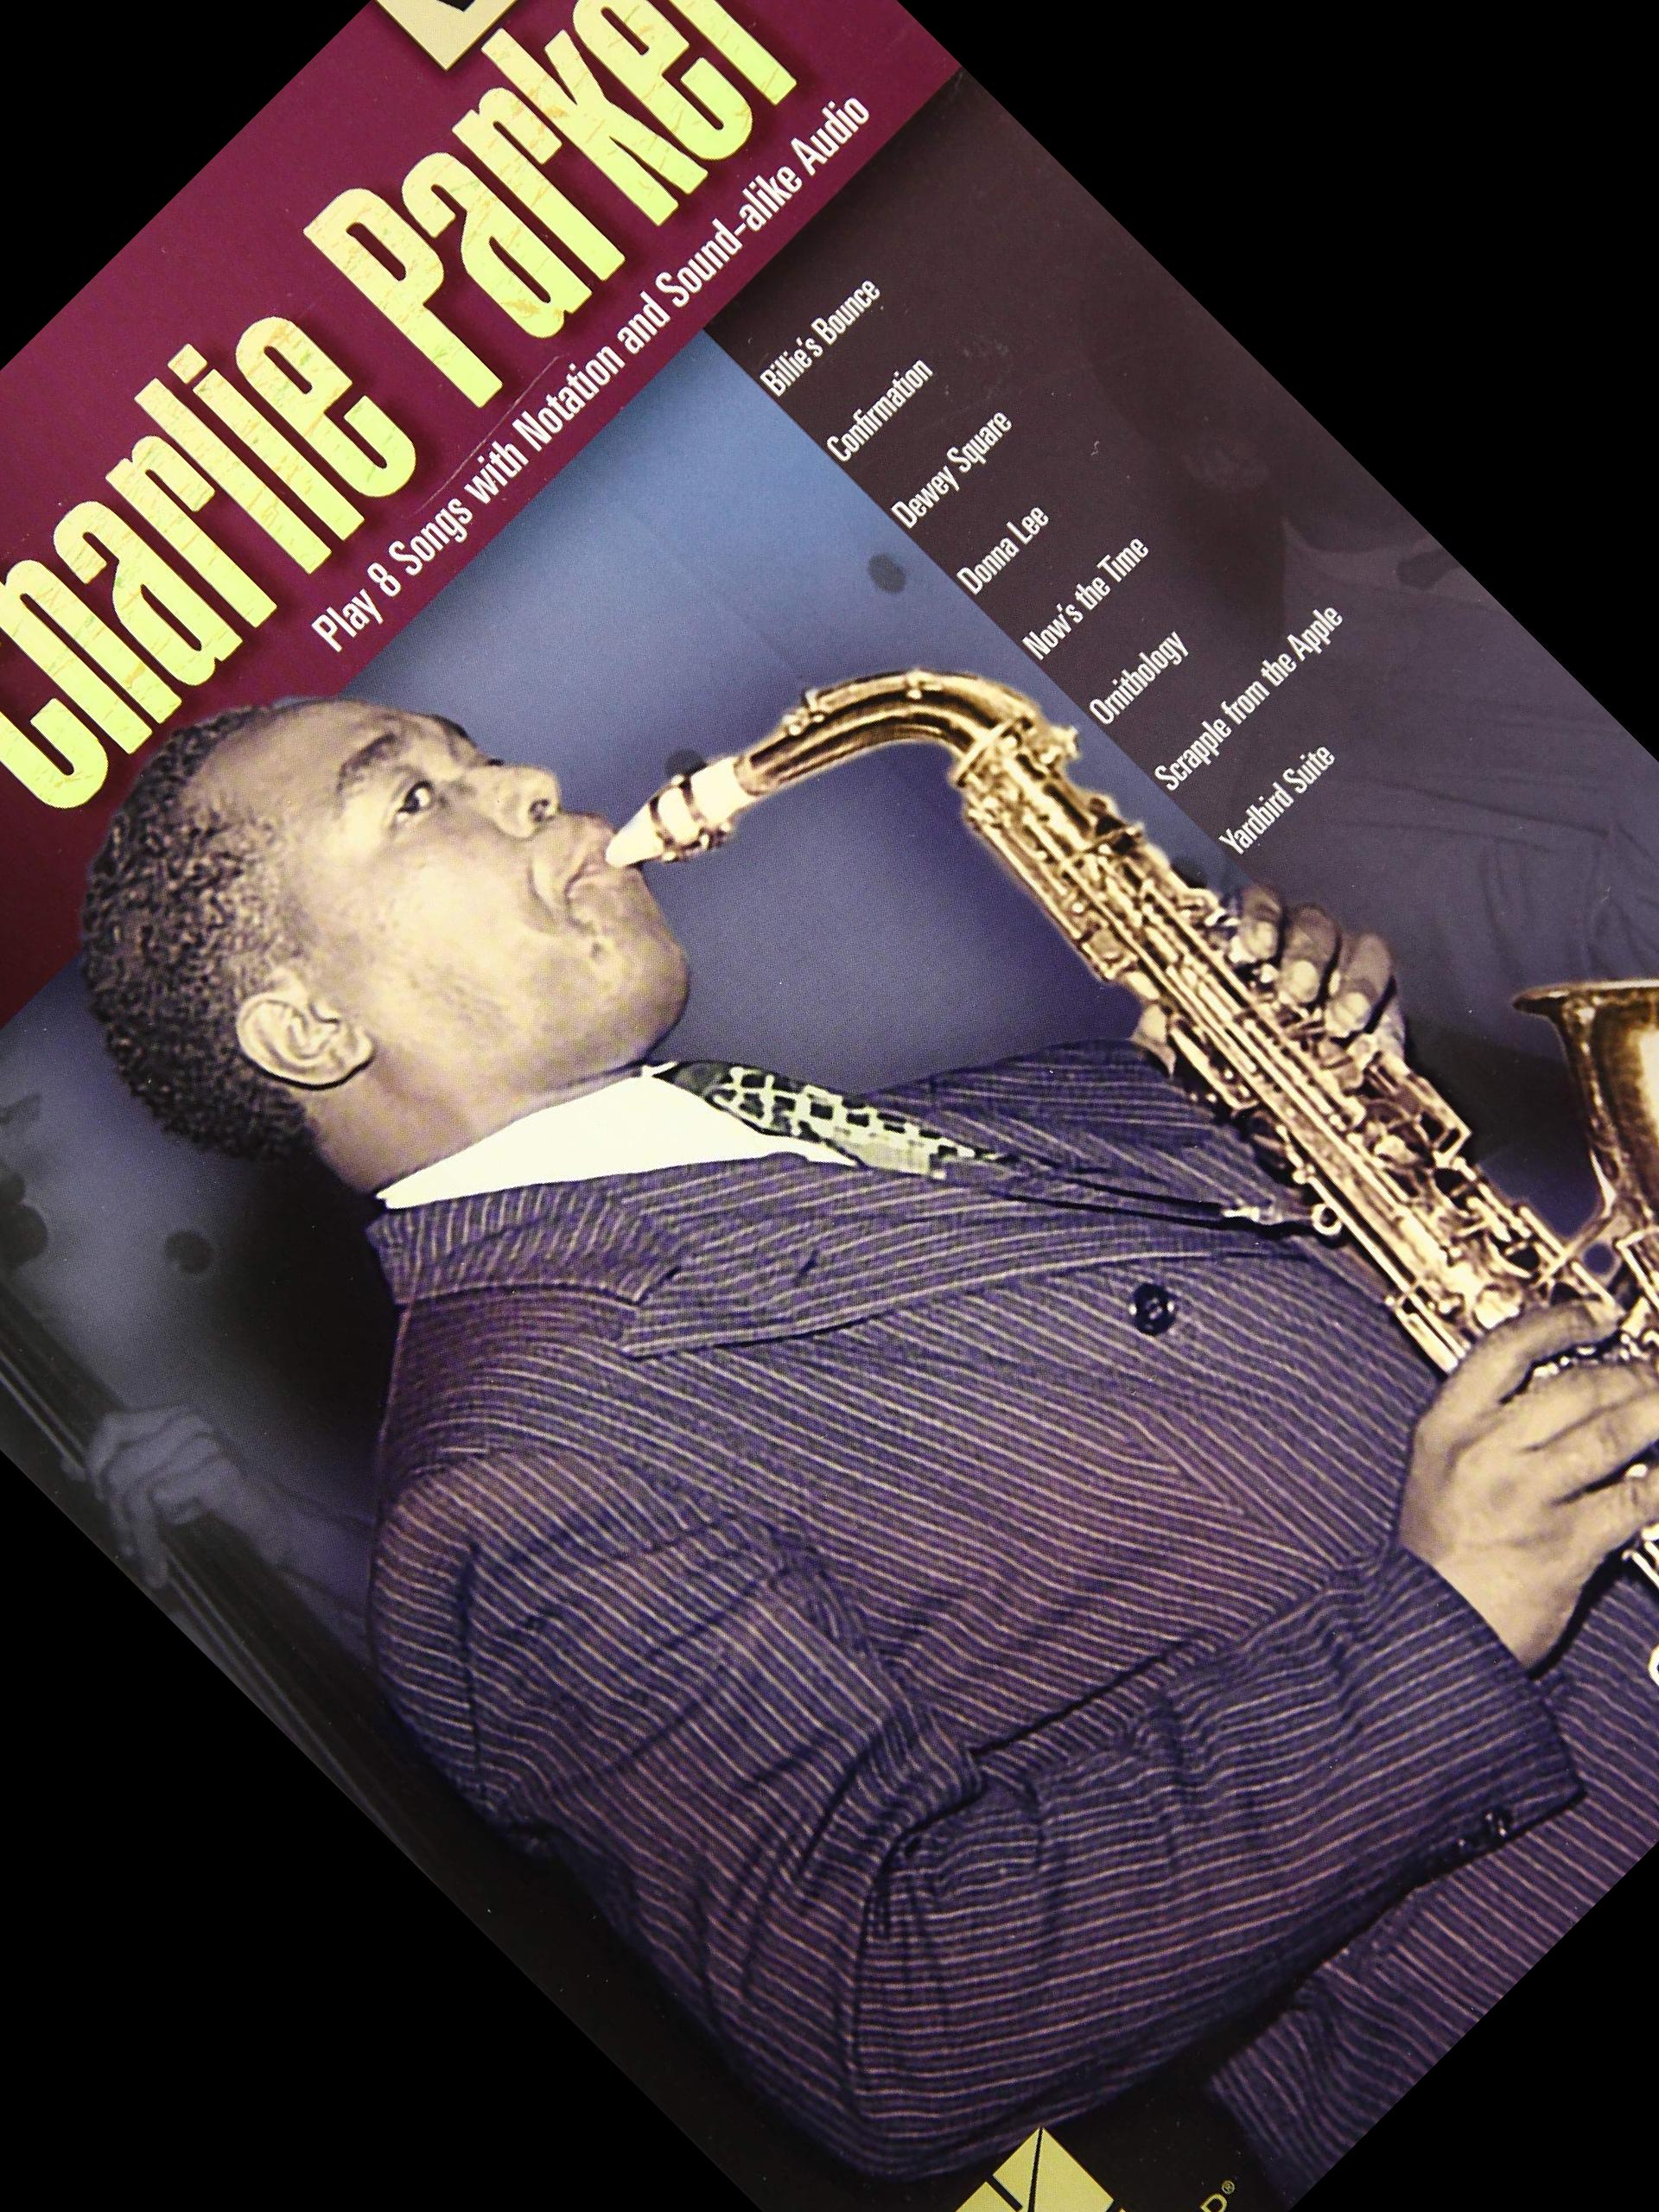 Charlie Parker
Play 8 Songs with Notation and Sound-alike Audio
Billie's Bounce
Confirmation
Dewey Square
Donna Lee
Now's the Time
Ornithology
Scrapple from the Apple
Yardbird Suite